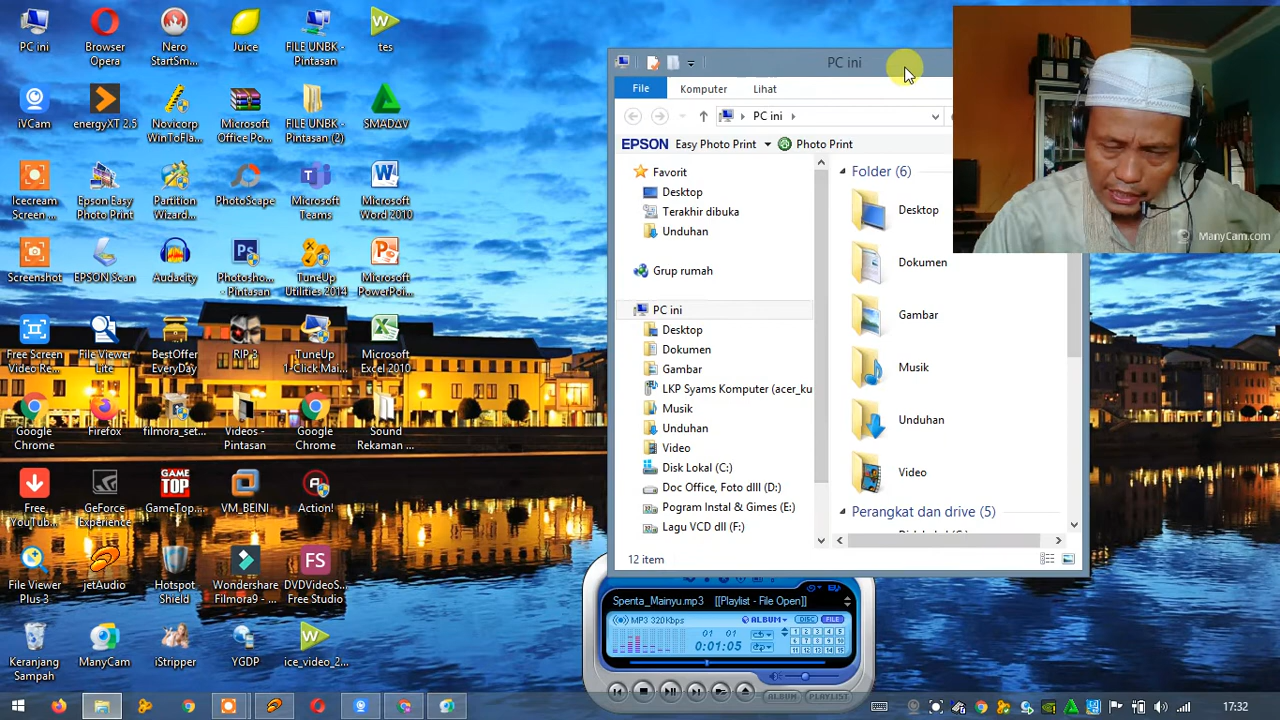 PC ini
Browser
Opera
Nero
StartSm...
Juice
FILE UNBK -
Pintasan
tes
iVCam
energyXT 2.5
Novicorp
WinToFla...
Microsoft
Office Po...
FILE UNBK -
Pintasan (2)
SMADΔV
Icecream
Screen ...
Epson Easy
Photo Print
Partition
Wizard...
PhotoScape
Microsoft
Teams
Microsoft
Word 2010
Screenshot
EPSON Scan
Audacity
Photosho...
- Pintasan
TuneUp
Utilities 2014
Microsoft
PowerPoi...
Free Screen
Video Re...
File Viewer
Lite
BestOffer
EveryDay
RIP 3
TuneUp
1-Click Mai...
Microsoft
Excel 2010
Google
Chrome
Firefox
filmora_set...
Videos -
Pintasan
Google
Chrome
Sound
Rekaman ...
Free
YouTub...
GeForce
Experience
GAME
TOP
GameTop...
VM_BEINI
Action!
File Viewer
Plus 3
jetAudio
Hotspot
Shield
Wondershare
Filmora9 - ...
FS
DVDVideoS...
Free Studio
Keranjang
Sampah
ManyCam
iStripper
YGDP
ice_video_2...
PC ini
File
Komputer
Lihat
PC ini
EPSON
Easy Photo Print
Photo Print
Favorit
Desktop
Terakhir dibuka
Unduhan
Grup rumah
PC ini
Desktop
Dokumen
Gambar
LKP Syams Komputer (acer_ku
Musik
Unduhan
Video
Disk Lokal (C:)
Doc Office, Foto dlll (D:)
Pogram Instal & Gimes (E:)
Lagu VCD dll (F:)
Folder (6)
Desktop
Dokumen
Gambar
Musik
Unduhan
Video
Perangkat dan drive (5)
12 item
ManyCam.com
Spenta_Mainyu.mp3 [[Playlist - File Open]]
MP3 320Kbps
ALBUM
DISC
FILE
01 01
0:01:05
ALBUM
PLAYLIST
17:32